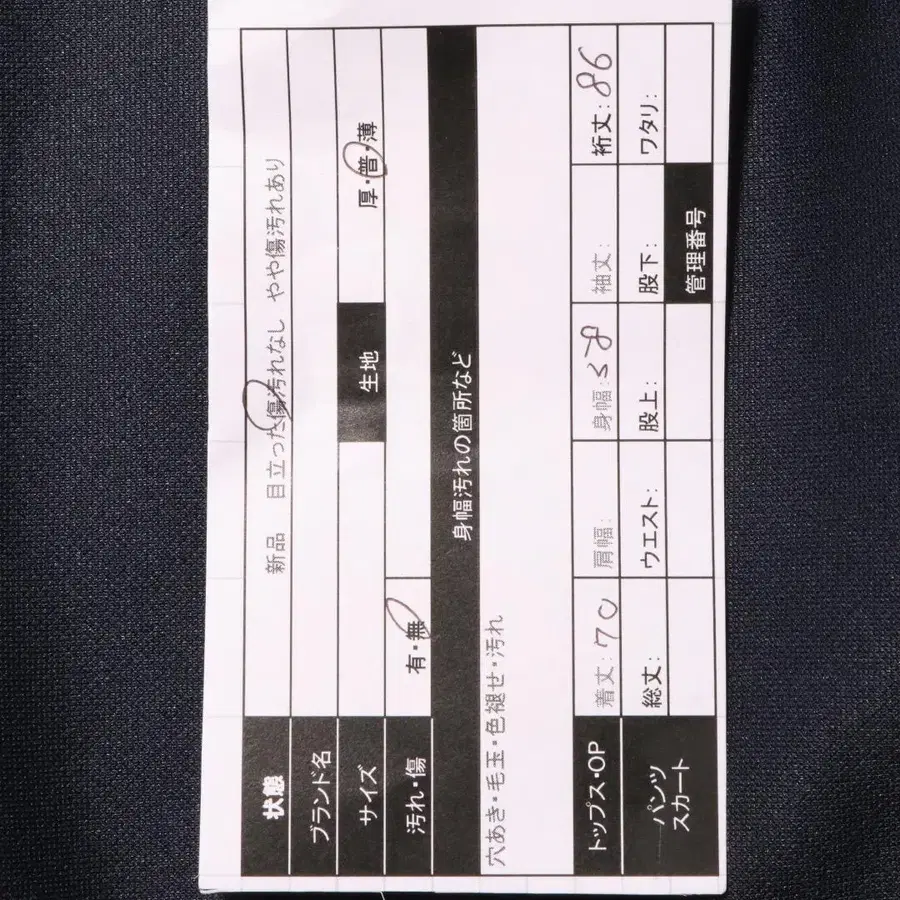 状態 新品 目立った傷汚れなし やや傷汚れあり
ブランド名
サイズ 生地 厚・普・薄
汚れ・傷 有・無
身幅汚れの箇所など
穴あき・毛玉・色褪せ・汚れ
トップス・OP 着丈:70 肩幅: 身幅:58 袖丈: 裄丈:86
パンツ スカート 総丈: ウエスト: 股上: 股下: ワタリ:
管理番号